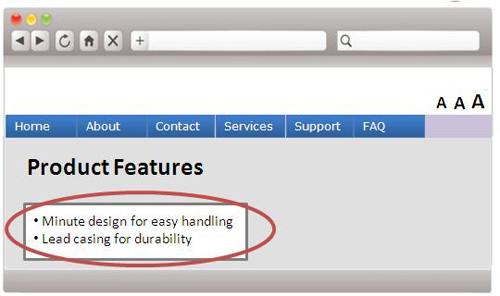 A A A
Home About Contact Services Support FAQ
Product Features
• Minute design for easy handling
• Lead casing for durability